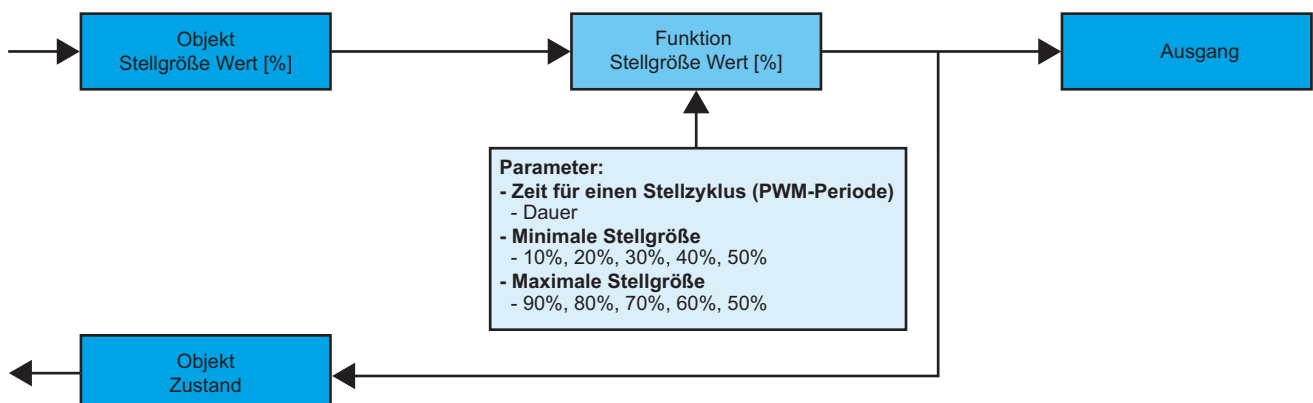 Objekt
Stellgröße Wert [%]
Funktion
Stellgröße Wert [%]
Ausgang
Parameter:
- Zeit für einen Stellzyklus (PWM-Periode)
- Dauer
- Minimale Stellgröße
- 10%, 20%, 30%, 40%, 50%
- Maximale Stellgröße
- 90%, 80%, 70%, 60%, 50%
Objekt
Zustand